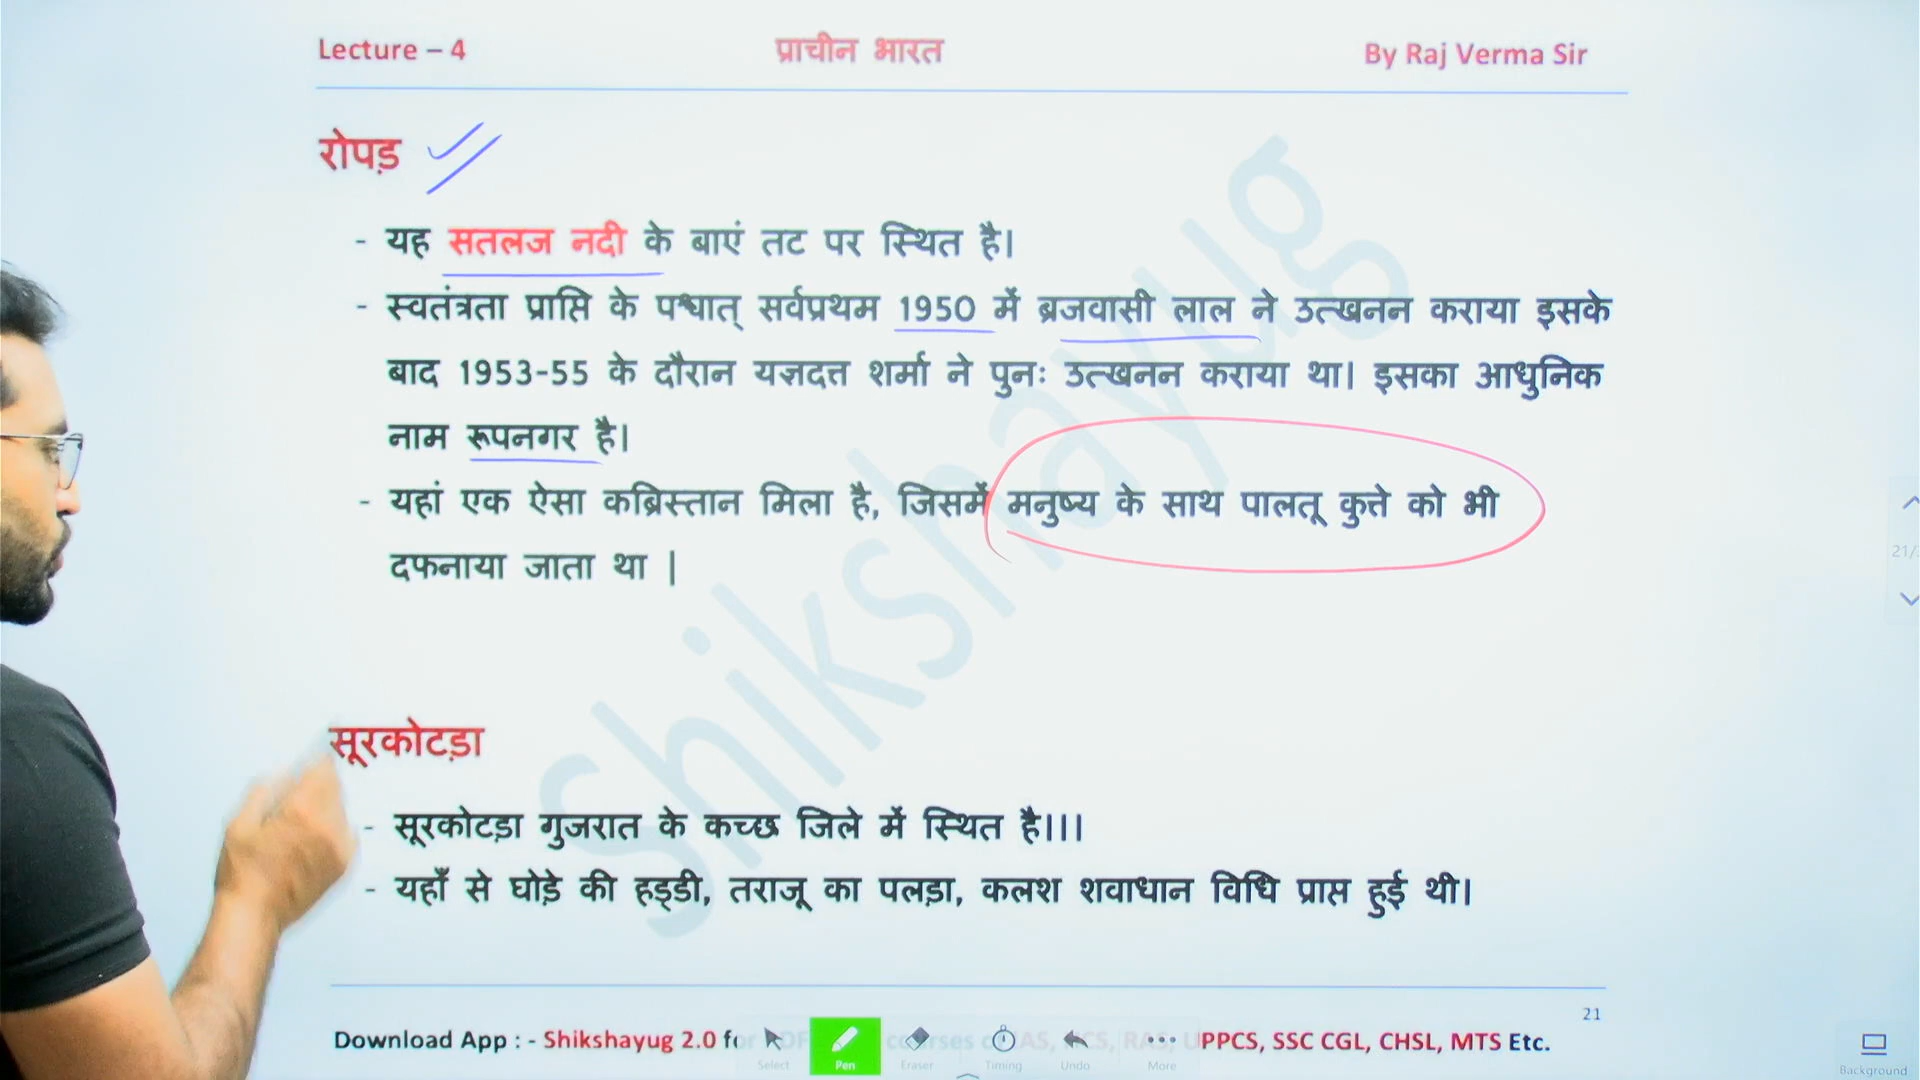 Lecture – 4 प्राचीन भारत By Raj Verma Sir
रोपड़
- यह सतलज नदी के बाएं तट पर स्थित है।
- स्वतंत्रता प्राप्ति के पश्चात् सर्वप्रथम 1950 में ब्रजवासी लाल ने उत्खनन कराया इसके
बाद 1953-55 के दौरान यज्ञदत्त शर्मा ने पुनः उत्खनन कराया था। इसका आधुनिक
नाम रूपनगर है।
- यहां एक ऐसा कब्रिस्तान मिला है, जिसमें मनुष्य के साथ पालतू कुत्ते को भी
दफनाया जाता था |
Shikshayug
सूरकोटड़ा
- सूरकोटड़ा गुजरात के कच्छ जिले में स्थित है।।।
- यहाँ से घोड़े की हड्डी, तराजू का पलड़ा, कलश शवाधान विधि प्राप्त हुई थी।
21
Download App : - Shikshayug 2.0 PPCS, SSC CGL, CHSL, MTS Etc.
Select Pen Eraser Timing Undo More
21/
Background